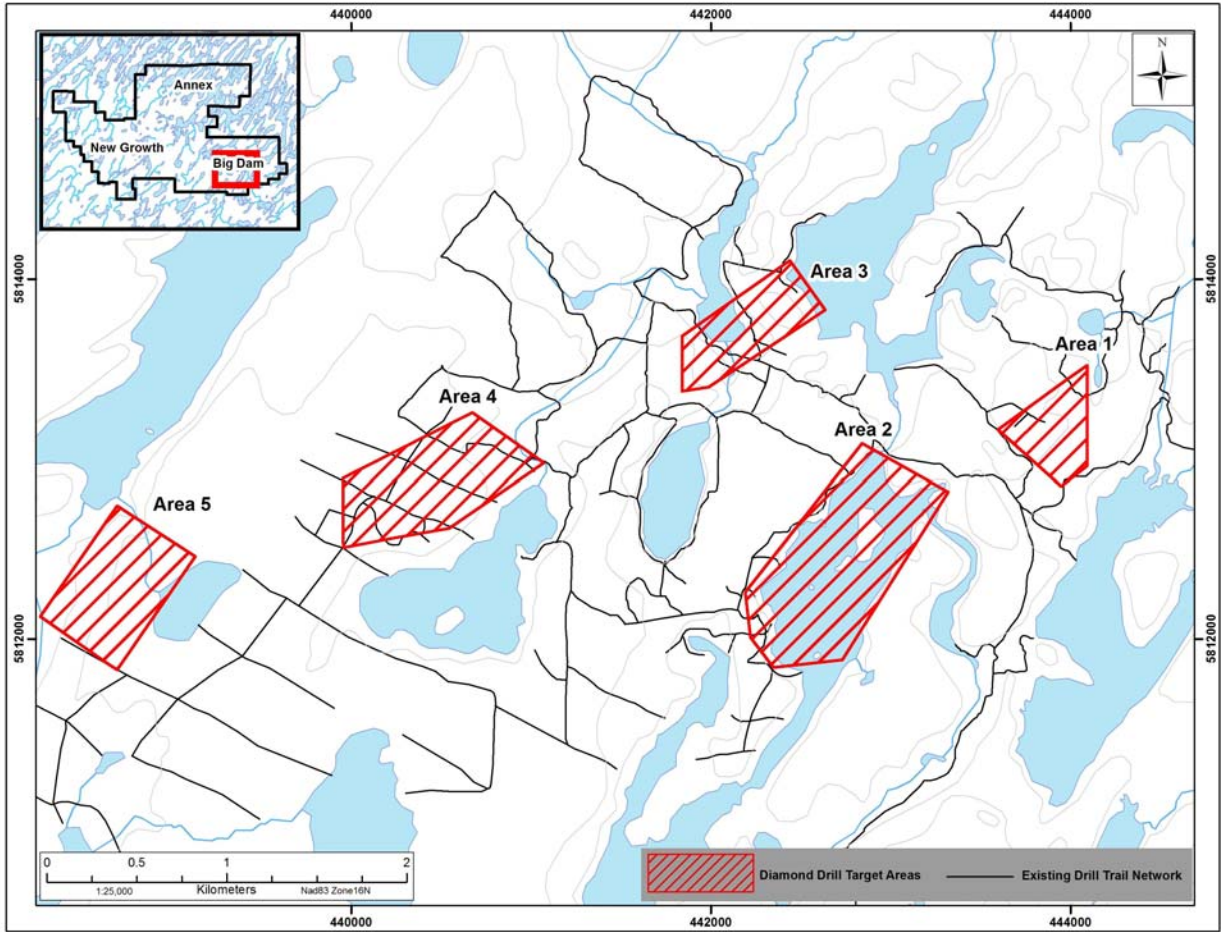 440000
442000
444000
N
Annex
New Growth
Big Dam
5814000
5814000
Area 3
Area 1
Area 4
Area 2
Area 5
5812000
5812000
0 0.5 1 2
1:25,000 Kilometers Nad83 Zone16N
Diamond Drill Target Areas
Existing Drill Trail Network
440000
442000
444000